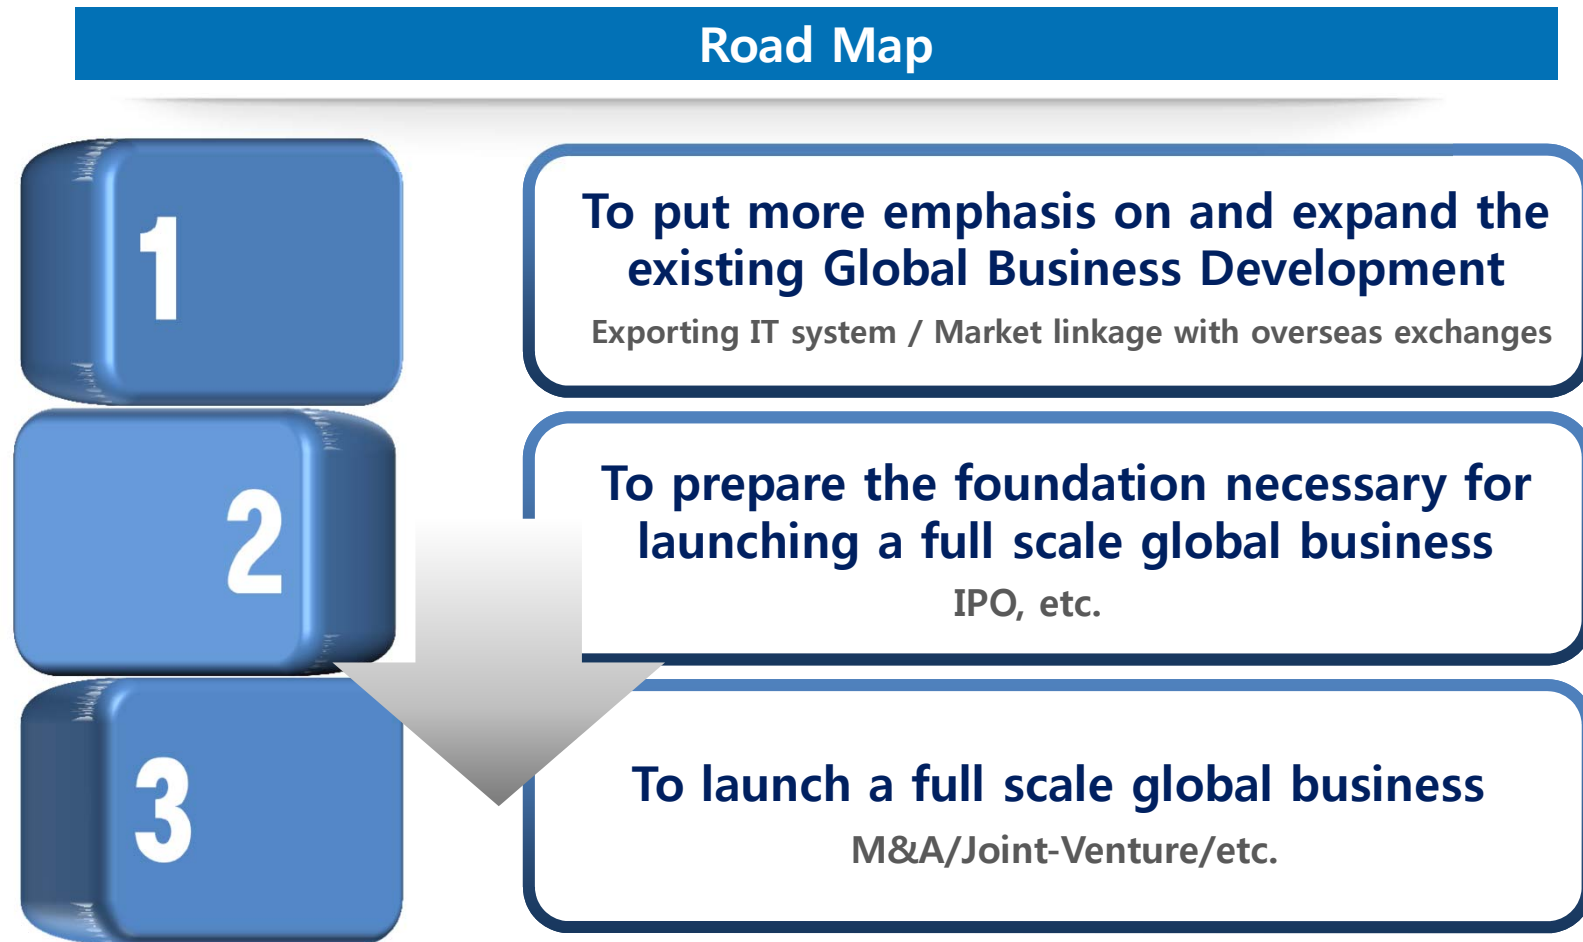 Road Map
1
To put more emphasis on and expand the
existing Global Business Development
Exporting IT system / Market linkage with overseas exchanges
2
To prepare the foundation necessary for
launching a full scale global business
IPO, etc.
3
To launch a full scale global business
M&A/Joint-Venture/etc.